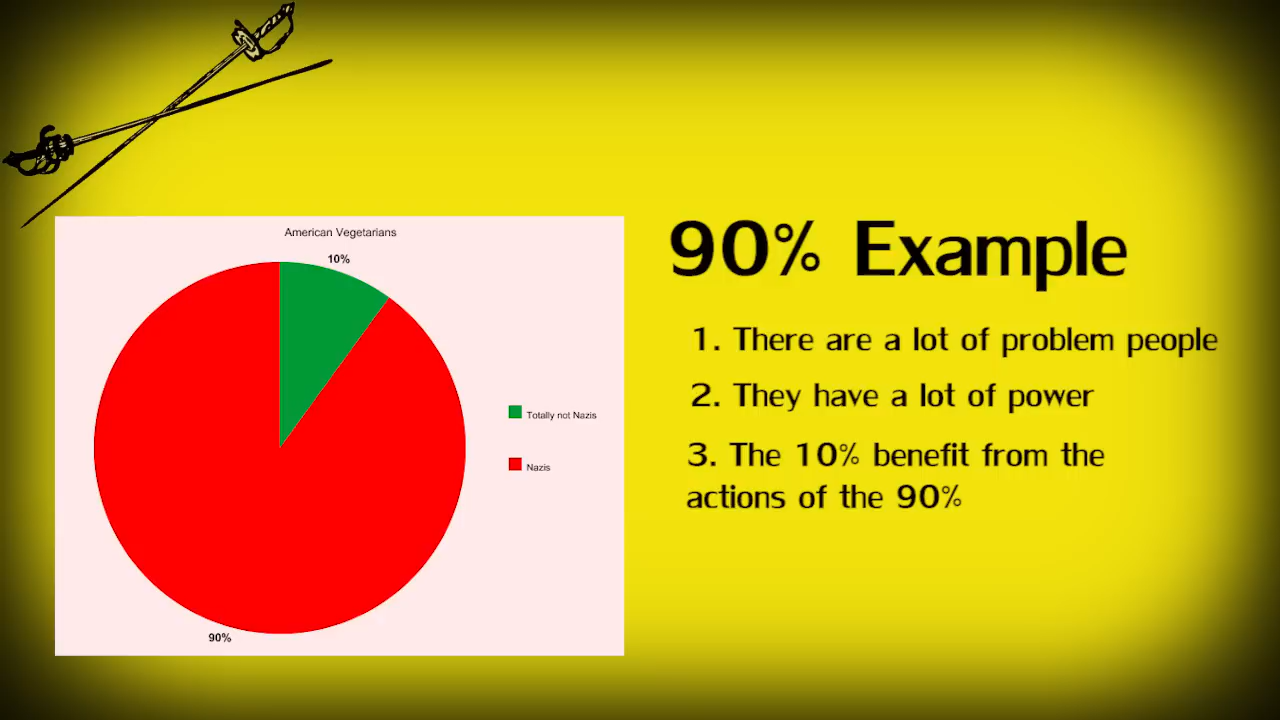 American Vegetarians
10%
Totally not Nazis
Nazis
90%
90% Example
1. There are a lot of problem people
2. They have a lot of power
3. The 10% benefit from the
actions of the 90%